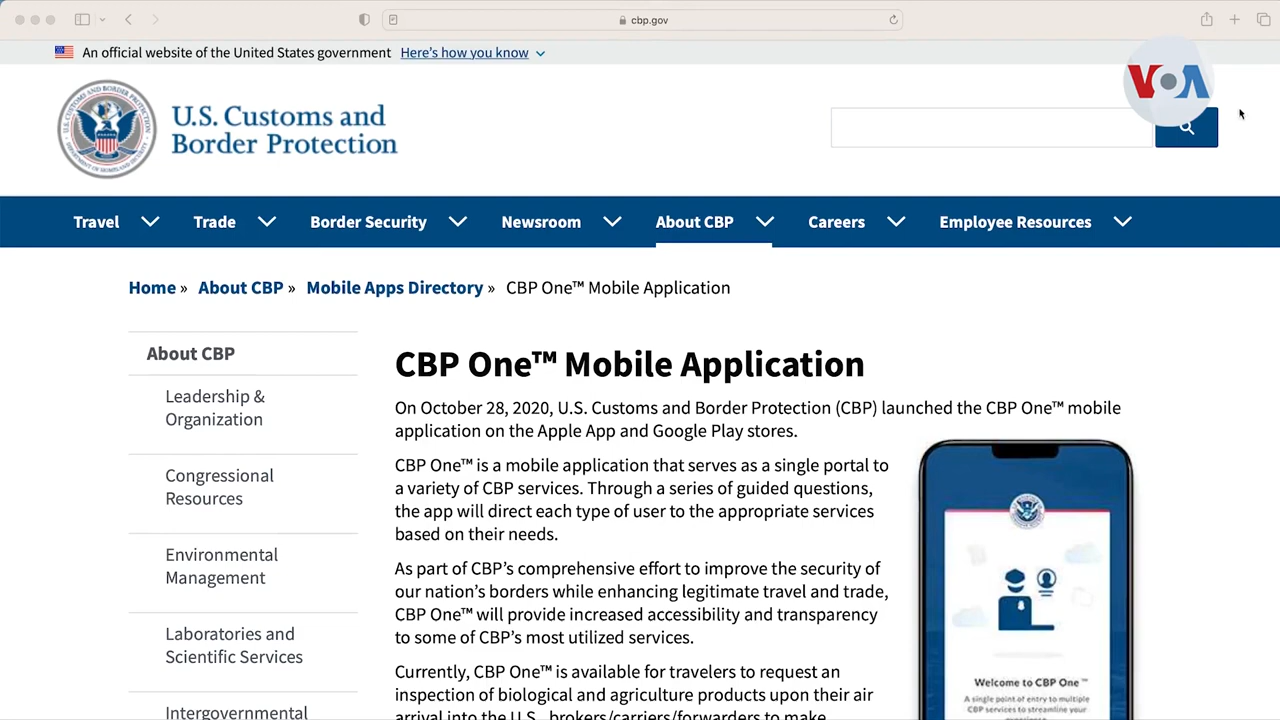 cbp.gov
An official website of the United States government Here's how you know
VOA
U.S. Customs and
Border Protection
Travel Trade Border Security Newsroom About CBP Careers Employee Resources
Home » About CBP » Mobile Apps Directory » CBP One™ Mobile Application
About CBP
Leadership &
Organization
Congressional
Resources
Environmental
Management
Laboratories and
Scientific Services
Intergovernmental
CBP One™ Mobile Application
On October 28, 2020, U.S. Customs and Border Protection (CBP) launched the CBP One™ mobile
application on the Apple App and Google Play stores.
CBP One™ is a mobile application that serves as a single portal to
a variety of CBP services. Through a series of guided questions,
the app will direct each type of user to the appropriate services
based on their needs.
As part of CBP's comprehensive effort to improve the security of
our nation's borders while enhancing legitimate travel and trade,
CBP One™ will provide increased accessibility and transparency
to some of CBP's most utilized services.
Currently, CBP One™ is available for travelers to request an
inspection of biological and agriculture products upon their air
arrival into the U.S., brokers/carriers/forwarders to make
Welcome to CBP One™
A single point of entry to multiple
CBP services to streamline your